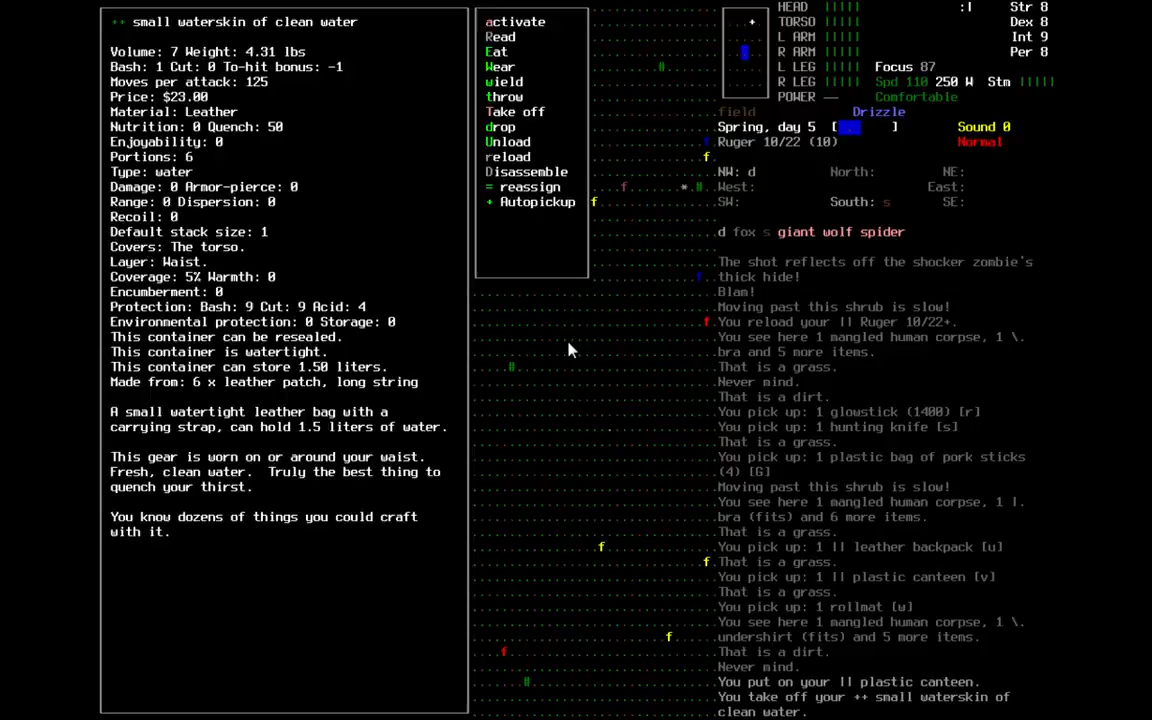 ++ small waterskin of clean water
Volume: 7 Weight: 4.31 lbs
Bash: 1 Cut: 0 To-hit bonus: -1
Moves per attack: 125
Price: $23.00
Material: Leather
Nutrition: 0 Quench: 50
Enjoyability: 0
Portions: 6
Type: water
Damage: 0 Armor-pierce: 0
Range: 0 Dispersion: 0
Recoil: 0
Default stack size: 1
Covers: The torso.
Layer: Waist.
Coverage: 5% Warmth: 0
Encumberment: 0
Protection: Bash: 9 Cut: 9 Acid: 4
Environmental protection: 0 Storage: 0
This container can be resealed.
This container is watertight.
This container can store 1.50 liters.
Made from: 6 x leather patch, long string
A small watertight leather bag with a
carrying strap, can hold 1.5 liters of water.
This gear is worn on or around your waist.
Fresh, clean water.  Truly the best thing to
quench your thirst.
You know dozens of things you could craft
with it.
activate
Read
Eat
Wear
wield
throw
Take off
drop
Unload
reload
Disassemble
= reassign
+ Autopickup
HEAD |||||
TORSO |||||
L ARM |||||
R ARM |||||
L LEG |||||
R LEG |||||
POWER --
:|
Str 8
Dex 8
Int 9
Per 8
Focus 87
Spd 110 250 W Stm |||||
Comfortable
field Drizzle
Spring, day 5 [ ] Sound 0
Ruger 10/22 (10) Normal
NW: d North: NE:
West: East:
SW: South: s SE:
d fox s giant wolf spider
The shot reflects off the shocker zombie's
thick hide!
Blam!
Moving past this shrub is slow!
You reload your || Ruger 10/22+.
You see here 1 mangled human corpse, 1 \.
bra and 5 more items.
That is a grass.
Never mind.
That is a dirt.
You pick up: 1 glowstick (1400) [r]
You pick up: 1 hunting knife [s]
That is a grass.
You pick up: 1 plastic bag of pork sticks
(4) [G]
Moving past this shrub is slow!
You see here 1 mangled human corpse, 1 |.
bra (fits) and 6 more items.
That is a grass.
You pick up: 1 || leather backpack [u]
That is a grass.
You pick up: 1 || plastic canteen [v]
That is a grass.
You pick up: 1 rollmat [w]
You see here 1 mangled human corpse, 1 \.
undershirt (fits) and 5 more items.
That is a dirt.
Never mind.
You put on your || plastic canteen.
You take off your ++ small waterskin of
clean water.